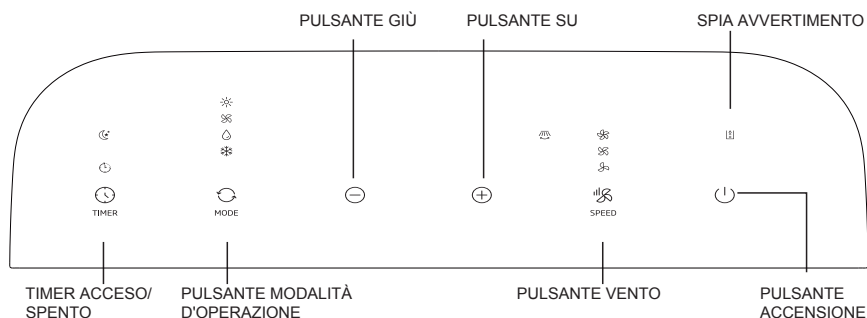 PULSANTE GIÙ
PULSANTE SU
SPIA AVVERTIMENTO
TIMER
MODE
SPEED
TIMER ACCESO/
SPENTO
PULSANTE MODALITÀ
D'OPERAZIONE
PULSANTE VENTO
PULSANTE
ACCENSIONE